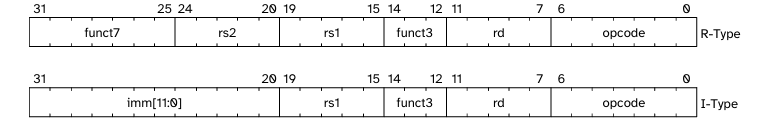 31 25 24 20 19 15 14 12 11 7 6 0
funct7 rs2 rs1 funct3 rd opcode R-Type
31 20 19 15 14 12 11 7 6 0
imm[11:0] rs1 funct3 rd opcode I-Type